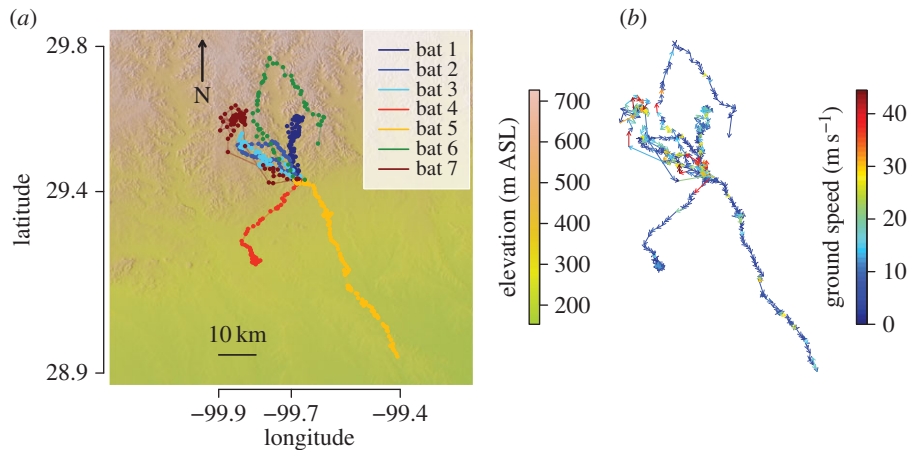 (a)
29.8
29.4
28.9
latitude
N
bat 1
bat 2
bat 3
bat 4
bat 5
bat 6
bat 7
10 km
−99.9
−99.7
−99.4
longitude
elevation (m ASL)
700
600
500
400
300
200
(b)
ground speed (m s⁻¹)
40
30
20
10
0